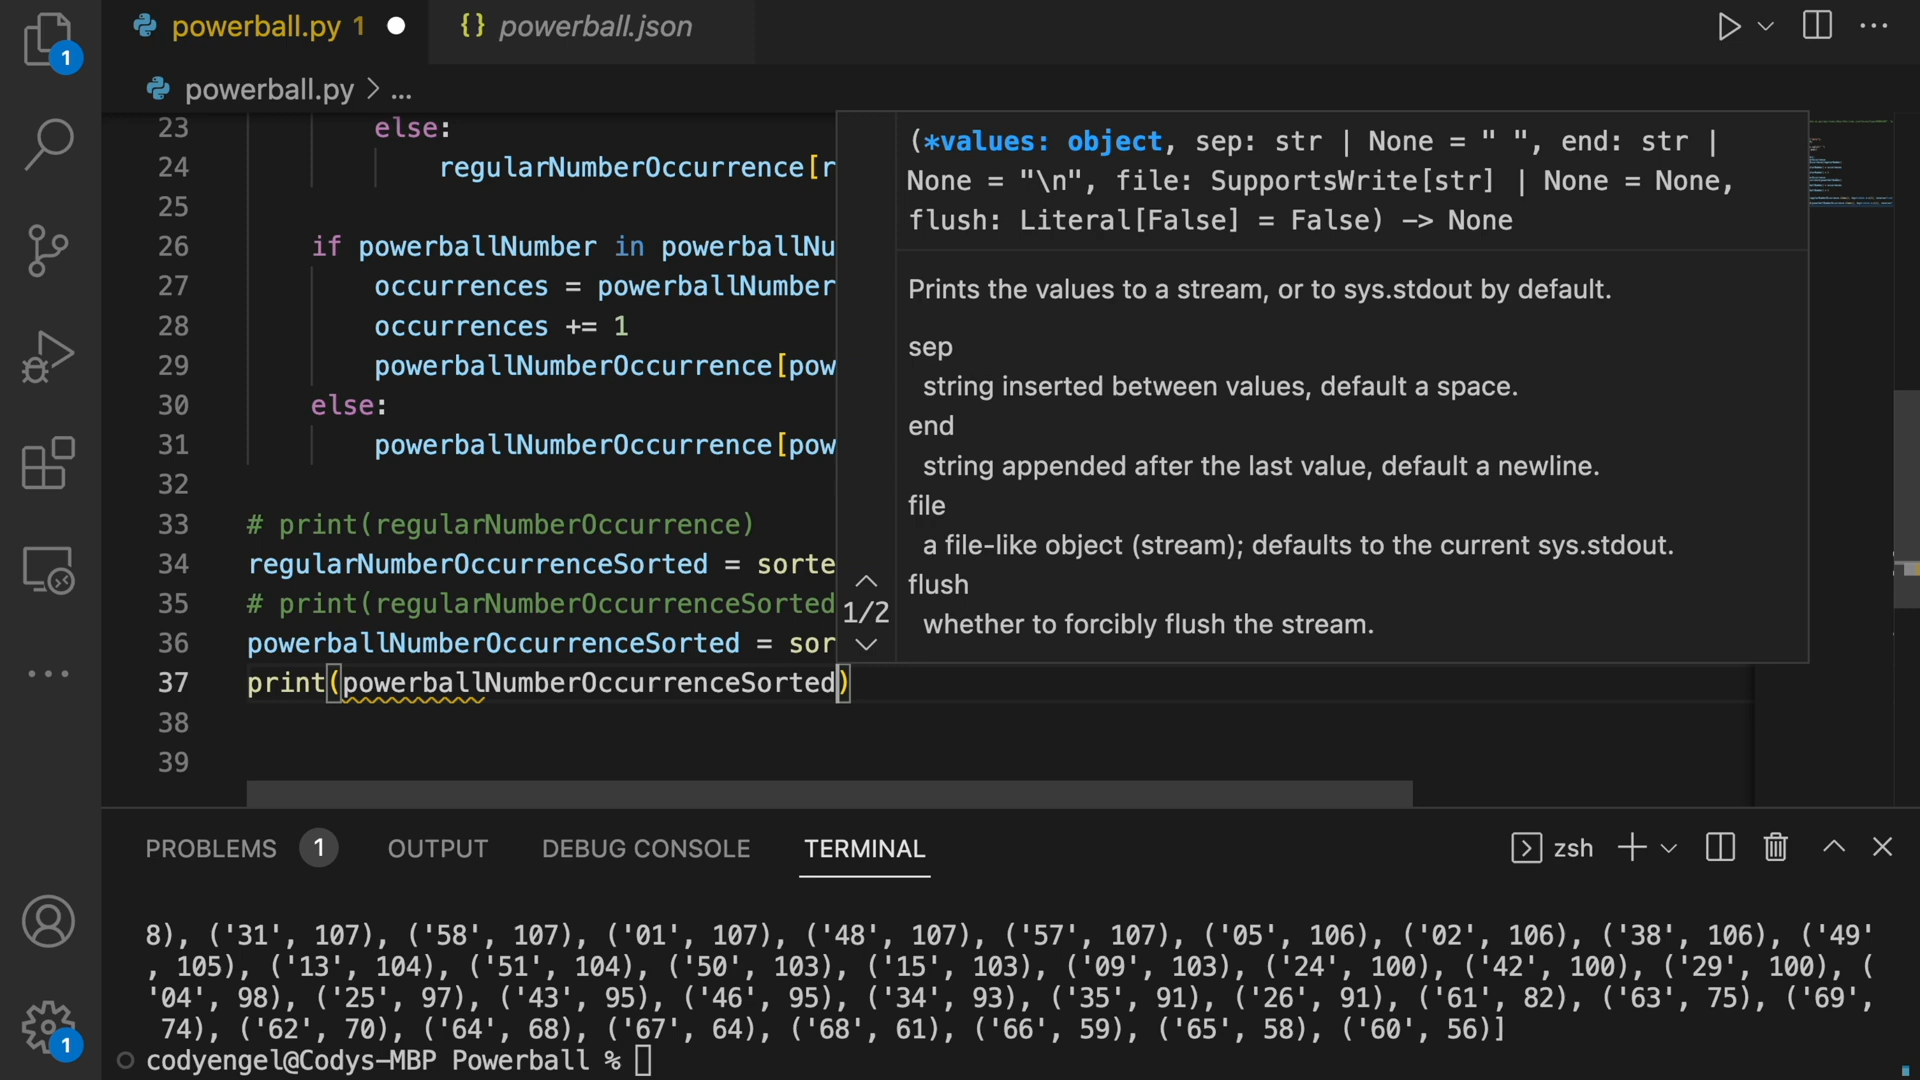 1
powerball.py 1
{} powerball.json
powerball.py > ...
23 else:
24 regularNumberOccurrence[r
25
26 if powerballNumber in powerballNu
27 occurrences = powerballNumber
28 occurrences += 1
29 powerballNumberOccurrence[pow
30 else:
31 powerballNumberOccurrence[pow
32
33 # print(regularNumberOccurrence)
34 regularNumberOccurrenceSorted = sorte
35 # print(regularNumberOccurrenceSorted
36 powerballNumberOccurrenceSorted = sor
37 print(powerballNumberOccurrenceSorted)
38
39
(*values: object, sep: str | None = " ", end: str |
None = "\n", file: SupportsWrite[str] | None = None,
flush: Literal[False] = False) -> None
Prints the values to a stream, or to sys.stdout by default.
sep
string inserted between values, default a space.
end
string appended after the last value, default a newline.
file
a file-like object (stream); defaults to the current sys.stdout.
flush
whether to forcibly flush the stream.
1/2
PROBLEMS 1 OUTPUT DEBUG CONSOLE TERMINAL zsh
8), ('31', 107), ('58', 107), ('01', 107), ('48', 107), ('57', 107), ('05', 106), ('02', 106), ('38', 106), ('49'
, 105), ('13', 104), ('51', 104), ('50', 103), ('15', 103), ('09', 103), ('24', 100), ('42', 100), ('29', 100), (
'04', 98), ('25', 97), ('43', 95), ('46', 95), ('34', 93), ('35', 91), ('26', 91), ('61', 82), ('63', 75), ('69',
74), ('62', 70), ('64', 68), ('67', 64), ('68', 61), ('66', 59), ('65', 58), ('60', 56)]
codyengel@Codys-MBP Powerball %
1